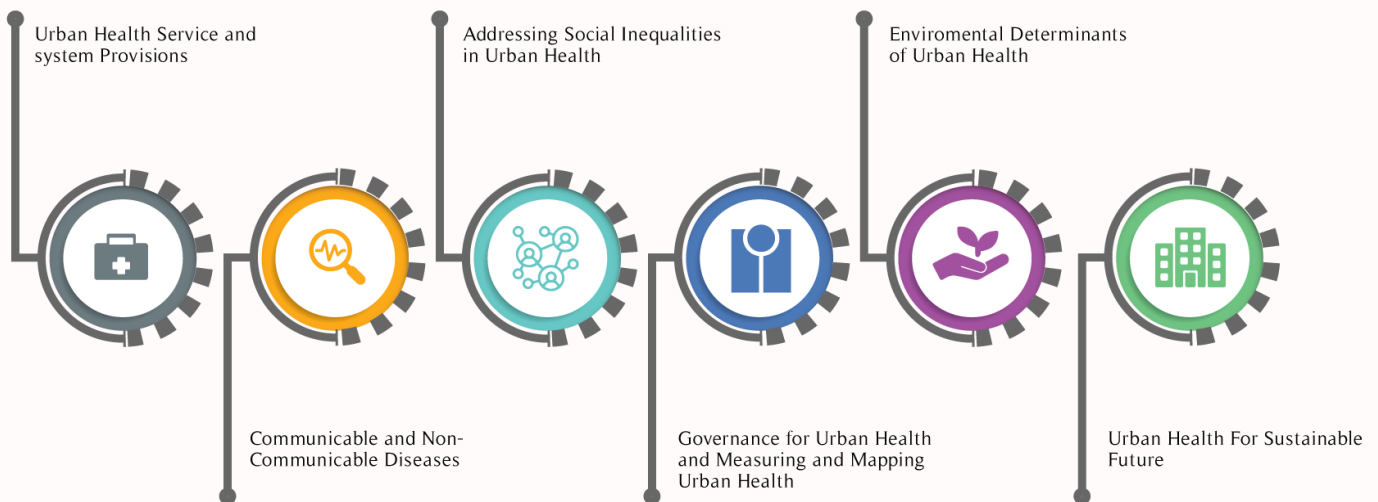 Urban Health Service and
system Provisions
Addressing Social Inequalities
in Urban Health
Enviromental Determinants
of Urban Health
Communicable and Non-
Communicable Diseases
Governance for Urban Health
and Measuring and Mapping
Urban Health
Urban Health For Sustainable
Future